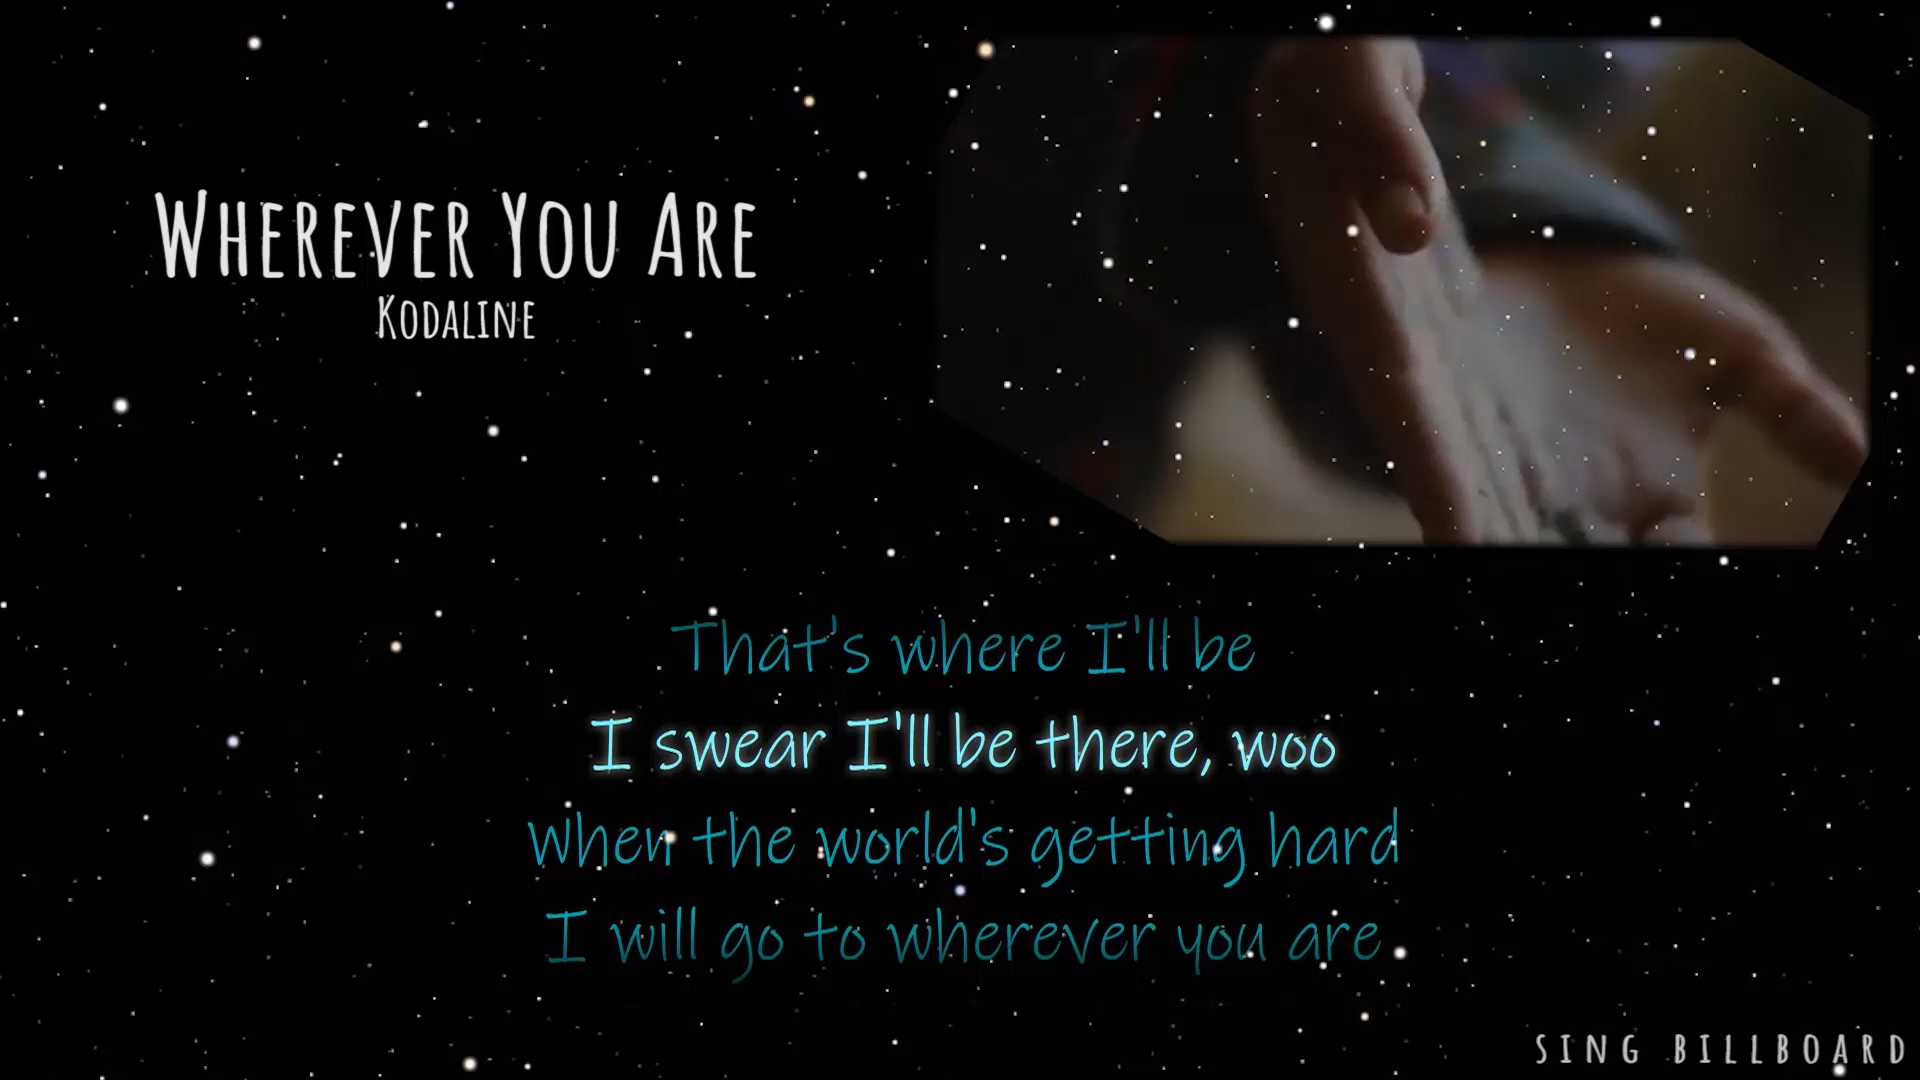 WHEREVER YOU ARE
KODALINE
That's where I'll be
I swear I'll be there, woo
When the world's getting hard
I will go to wherever you are
SING BILLBOARD